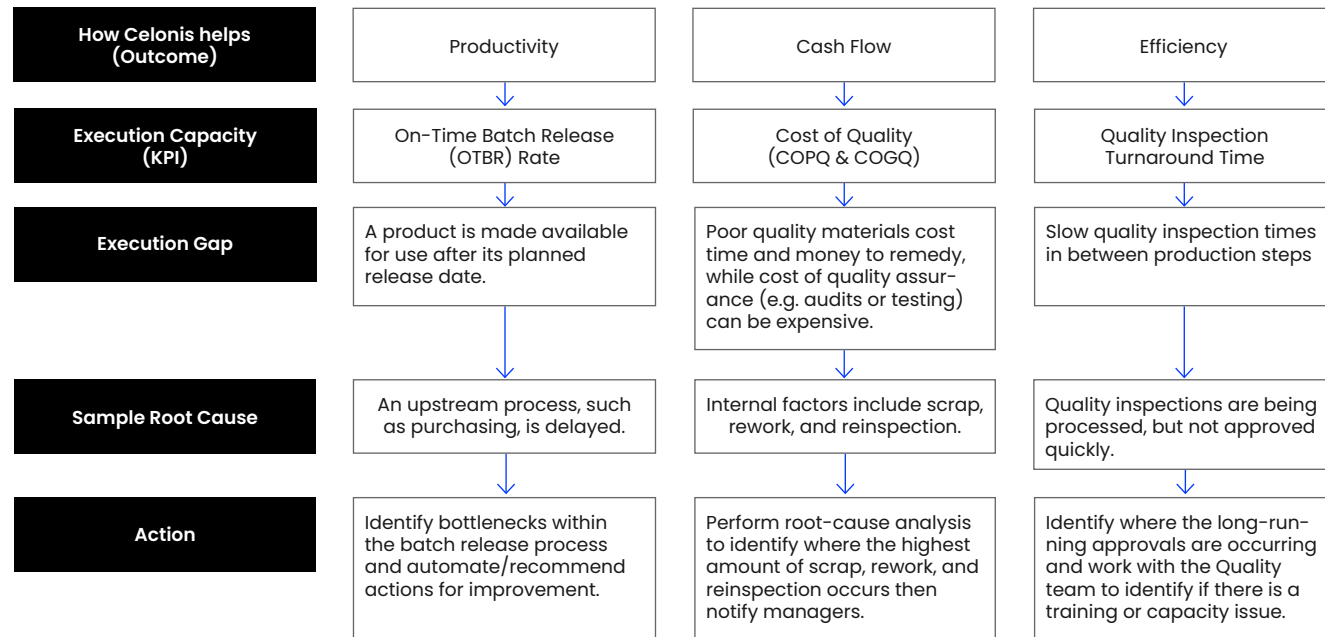 How Celonis helps
(Outcome)
Productivity
Cash Flow
Efficiency
Execution Capacity
(KPI)
On-Time Batch Release
(OTBR) Rate
Cost of Quality
(COPQ & COGQ)
Quality Inspection
Turnaround Time
Execution Gap
A product is made available
for use after its planned
release date.
Poor quality materials cost
time and money to remedy,
while cost of quality assur-
ance (e.g. audits or testing)
can be expensive.
Slow quality inspection times
in between production steps
Sample Root Cause
An upstream process, such
as purchasing, is delayed.
Internal factors include scrap,
rework, and reinspection.
Quality inspections are being
processed, but not approved
quickly.
Action
Identify bottlenecks within
the batch release process
and automate/recommend
actions for improvement.
Perform root-cause analysis
to identify where the highest
amount of scrap, rework, and
reinspection occurs then
notify managers.
Identify where the long-run-
ning approvals are occurring
and work with the Quality
team to identify if there is a
training or capacity issue.